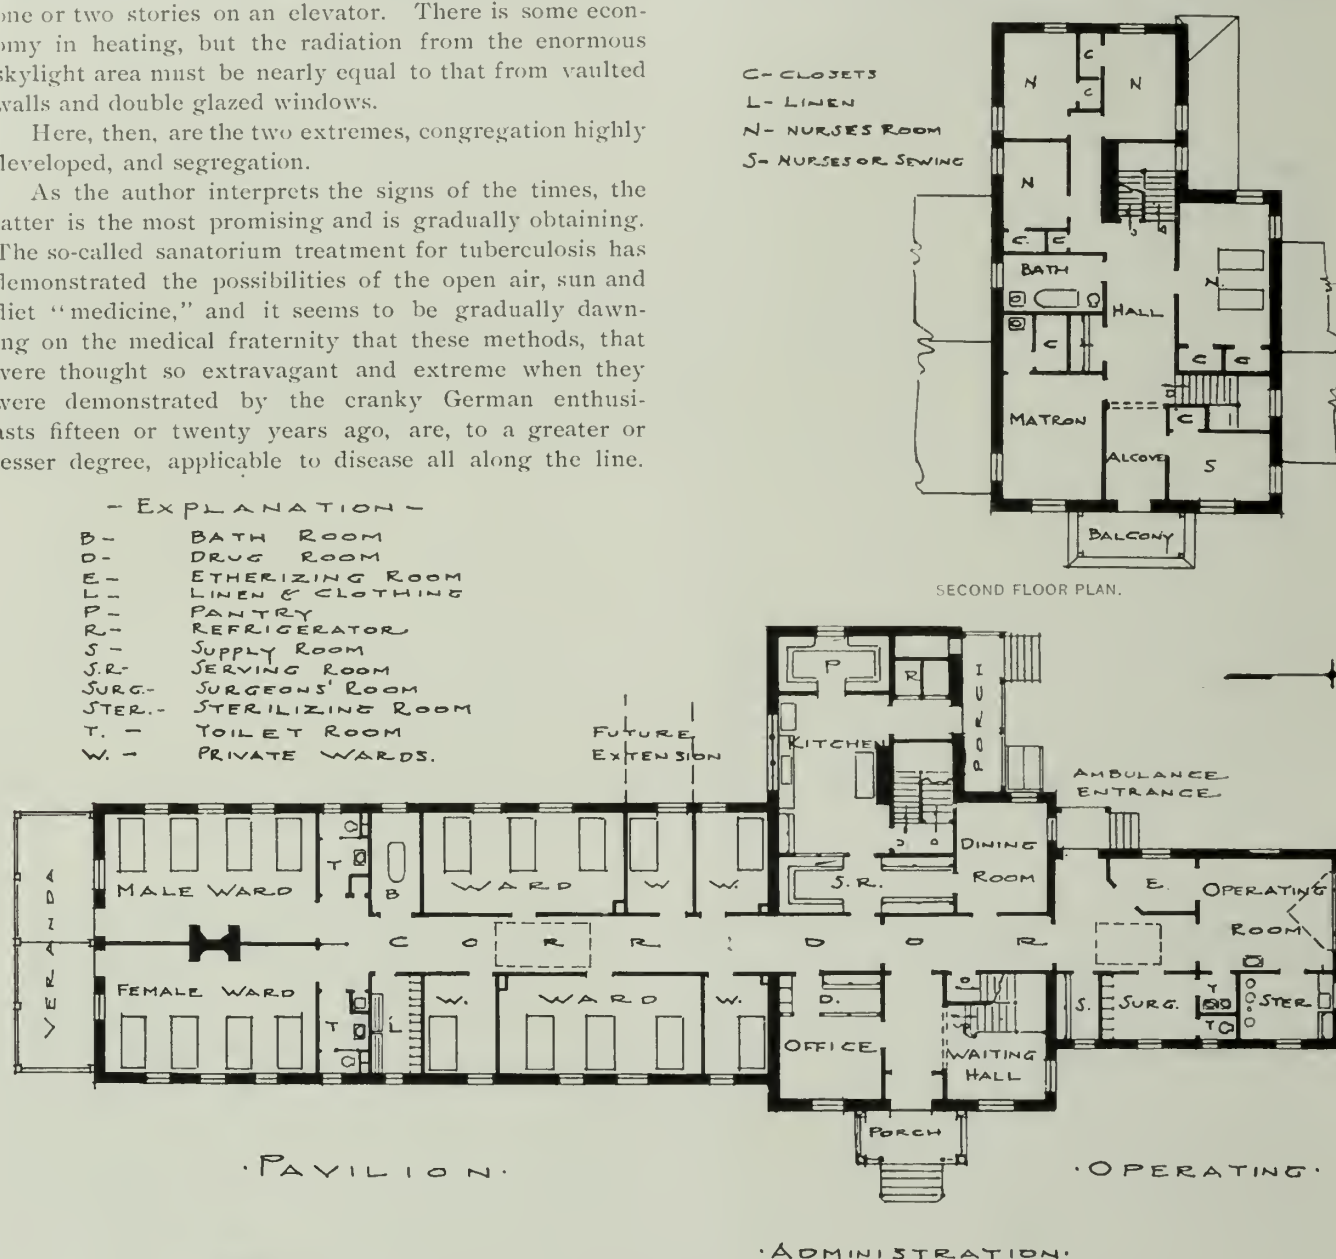 one or two stories on an elevator. There is some econ-
omy in heating, but the radiation from the enormous
skylight area must be nearly equal to that from vaulted
walls and double glazed windows.
Here, then, are the two extremes, congregation highly
developed, and segregation.
As the author interprets the signs of the times, the
latter is the most promising and is gradually obtaining.
The so-called sanatorium treatment for tuberculosis has
demonstrated the possibilities of the open air, sun and
diet "medicine," and it seems to be gradually dawn-
ing on the medical fraternity that these methods, that
were thought so extravagant and extreme when they
were demonstrated by the cranky German enthusi-
asts fifteen or twenty years ago, are, to a greater or
lesser degree, applicable to disease all along the line.
C- CLOSETS
L- LINEN
N- NURSES ROOM
S- NURSES OR SEWING
C
N N
C
N
C. C
BATH
N.
HALL
C L
C C
MATRON
C
ALCOVE
S
BALCONY
SECOND FLOOR PLAN.
- EXPLANATION -
B- BATH ROOM
D- DRUG ROOM
E- ETHERIZING ROOM
L- LINEN & CLOTHING
P- PANTRY
R- REFRIGERATOR
S- SUPPLY ROOM
S.R- SERVING ROOM
SURG.- SURGEONS' ROOM
STER.- STERILIZING ROOM
T. - TOILET ROOM
W. - PRIVATE WARDS.
FUTURE
EXTENSION
P
R
PORCH
KITCHEN
AMBULANCE
ENTRANCE
DINING
ROOM
S.R.
VERANDA
MALE WARD
T
B
WARD
W W.
E.
OPERATING
ROOM
CORRIDOR
FEMALE WARD
T
L
W.
WARD
W.
D.
OFFICE
WAITING
HALL
S.
SURG.
T
T
STER
PORCH
·PAVILION·
·OPERATING·
·ADMINISTRATION·